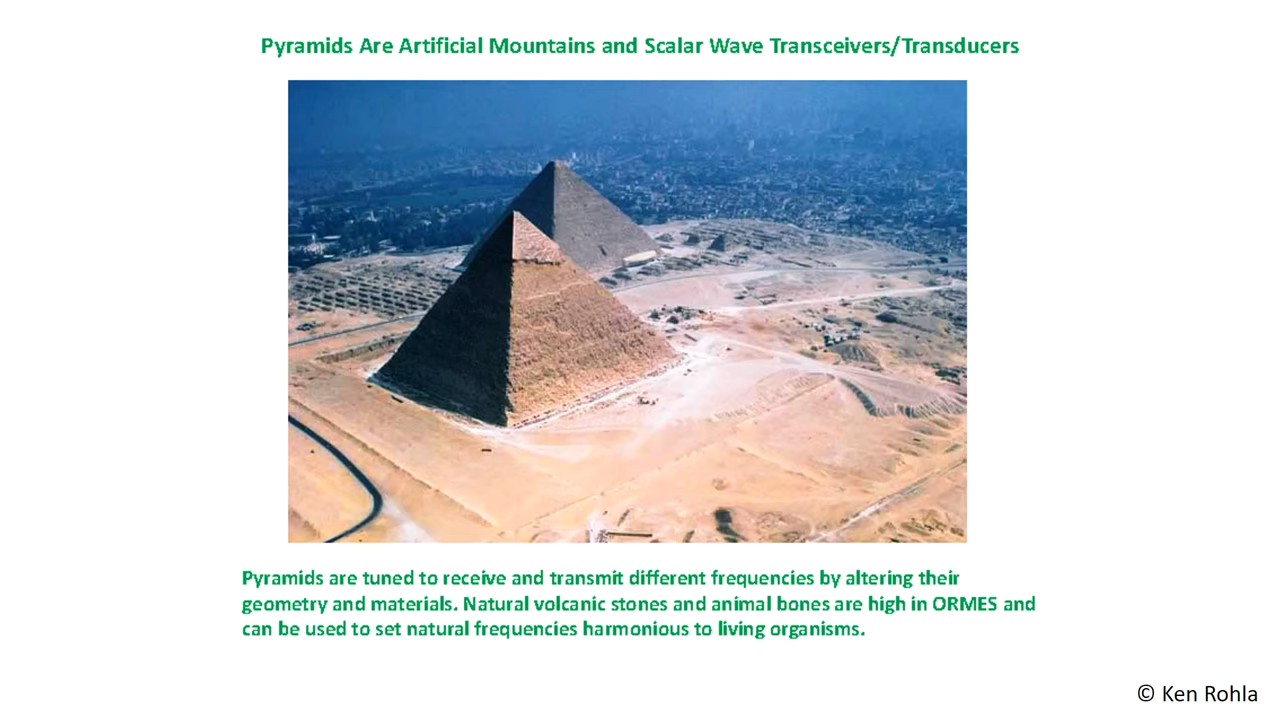 Pyramids Are Artificial Mountains and Scalar Wave Transceivers/Transducers
Pyramids are tuned to receive and transmit different frequencies by altering their
geometry and materials. Natural volcanic stones and animal bones are high in ORMES and
can be used to set natural frequencies harmonious to living organisms.
© Ken Rohla